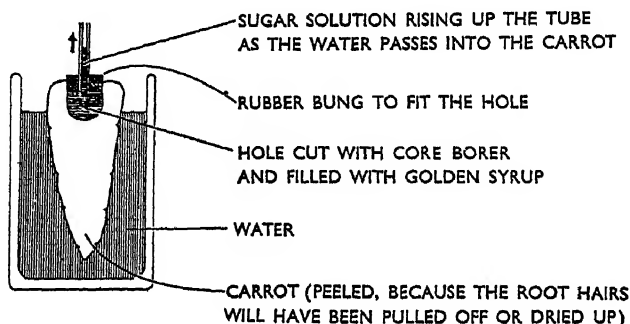 SUGAR SOLUTION RISING UP THE TUBE
AS THE WATER PASSES INTO THE CARROT
RUBBER BUNG TO FIT THE HOLE
HOLE CUT WITH CORE BORER
AND FILLED WITH GOLDEN SYRUP
WATER
CARROT (PEELED, BECAUSE THE ROOT HAIRS
WILL HAVE BEEN PULLED OFF OR DRIED UP)